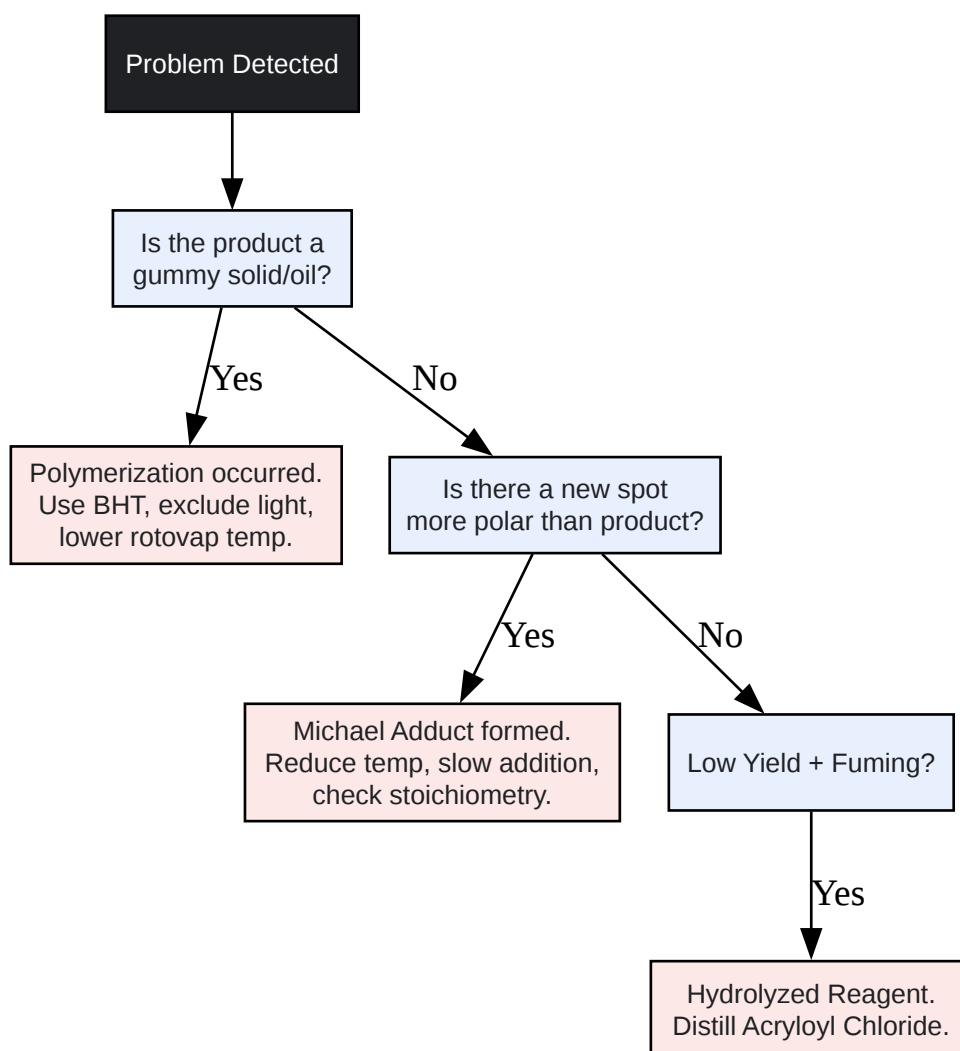 Problem Detected
Is the product a
gummy solid/oil?
Yes
No
Polymerization occurred.
Use BHT, exclude light,
lower rotovap temp.
Is there a new spot
more polar than product?
Yes
No
Michael Adduct formed.
Reduce temp, slow addition,
check stoichiometry.
Low Yield + Fuming?
Yes
Hydrolyzed Reagent.
Distill Acryloyl Chloride.